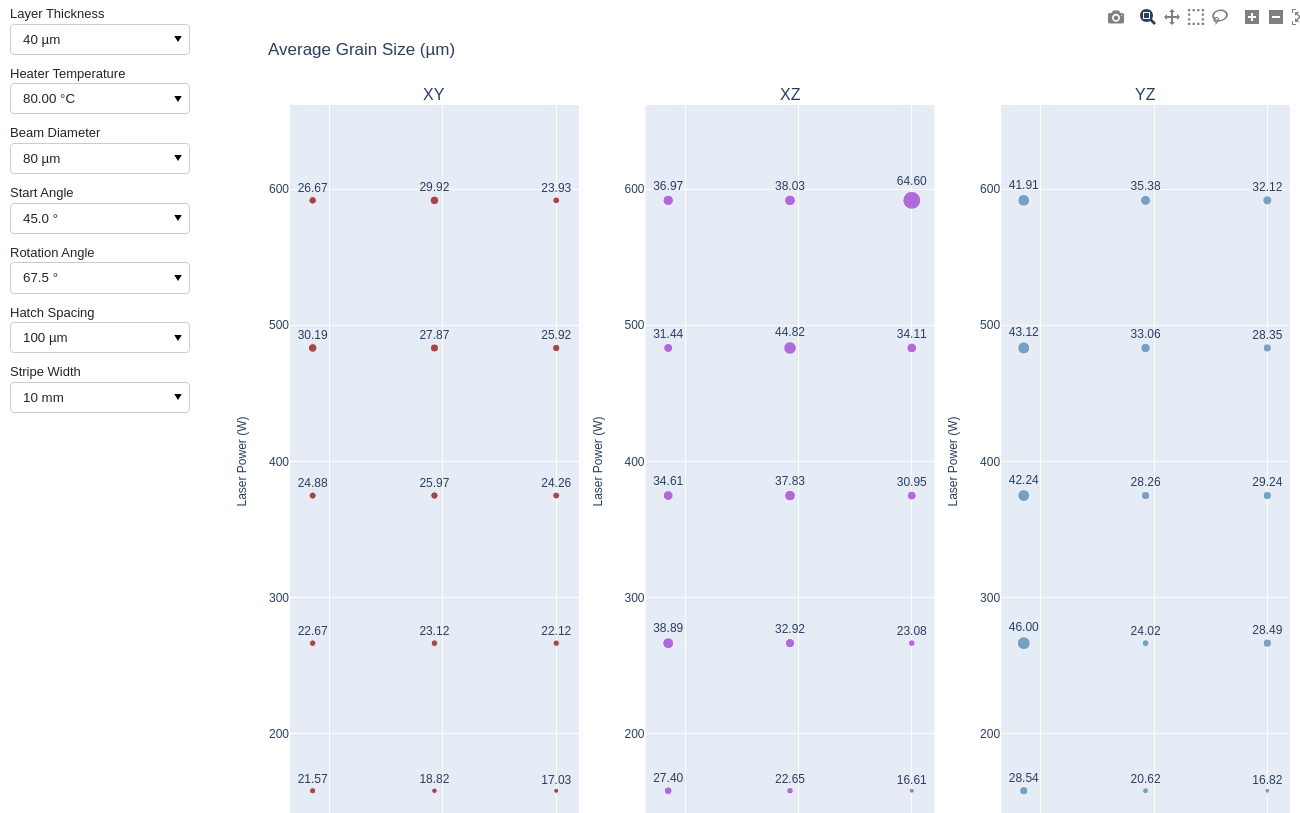 Layer Thickness
40 µm
Heater Temperature
80.00 °C
Beam Diameter
80 µm
Start Angle
45.0 °
Rotation Angle
67.5 °
Hatch Spacing
100 µm
Stripe Width
10 mm
Average Grain Size (µm)
XY
600
26.67 29.92 23.93
500
30.19 27.87 25.92
Laser Power (W)
400
24.88 25.97 24.26
300
22.67 23.12 22.12
200
21.57 18.82 17.03
XZ
600
36.97 38.03 64.60
500
31.44 44.82 34.11
Laser Power (W)
400
34.61 37.83 30.95
300
38.89 32.92 23.08
200
27.40 22.65 16.61
YZ
600
41.91 35.38 32.12
500
43.12 33.06 28.35
Laser Power (W)
400
42.24 28.26 29.24
300
46.00 24.02 28.49
200
28.54 20.62 16.82